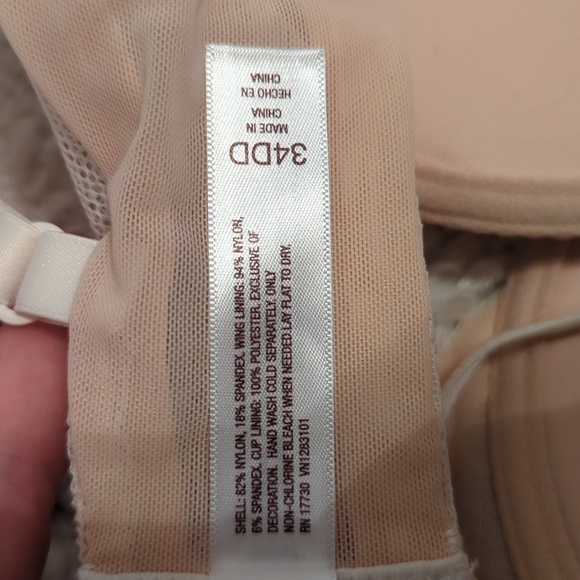 34DD
MADE IN
CHINA
HECHO EN
CHINA
SHELL: 82% NYLON, 18% SPANDEX. WING LINING: 94% NYLON,
6% SPANDEX. CUP LINING: 100% POLYESTER. EXCLUSIVE OF
DECORATION. HAND WASH COLD SEPARATELY. ONLY
NON-CHLORINE BLEACH WHEN NEEDED.LAY FLAT TO DRY.
RN 17730 VN1283101